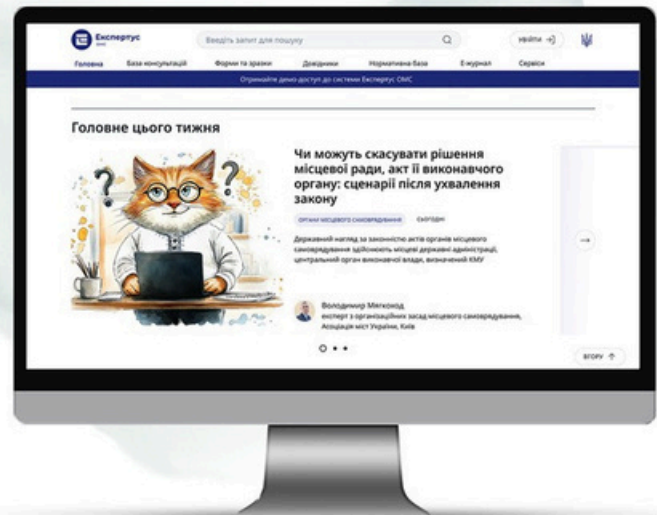 Експертус
ОМС
Введіть запит для пошуку
УВІЙТИ
Головна База консультацій Форми та зразки Довідники Нормативна база Е-журнал Сервіси
Отримайте демо-доступ до системи Експертус ОМС
Головне цього тижня
Чи можуть скасувати рішення
місцевої ради, акт її виконавчого
органу: сценарії після ухвалення
закону
ОРГАНИ МІСЦЕВОГО САМОВРЯДУВАННЯ СЬОГОДНІ
Державний нагляд за законністю актів органів місцевого
самоврядування здійснюють місцеві державні адміністрації,
центральний орган виконавчої влади, визначений КМУ
Володимир Мягкоход
експерт з організаційних засад місцевого самоврядування,
Асоціація міст України, Київ
ВГОРУ